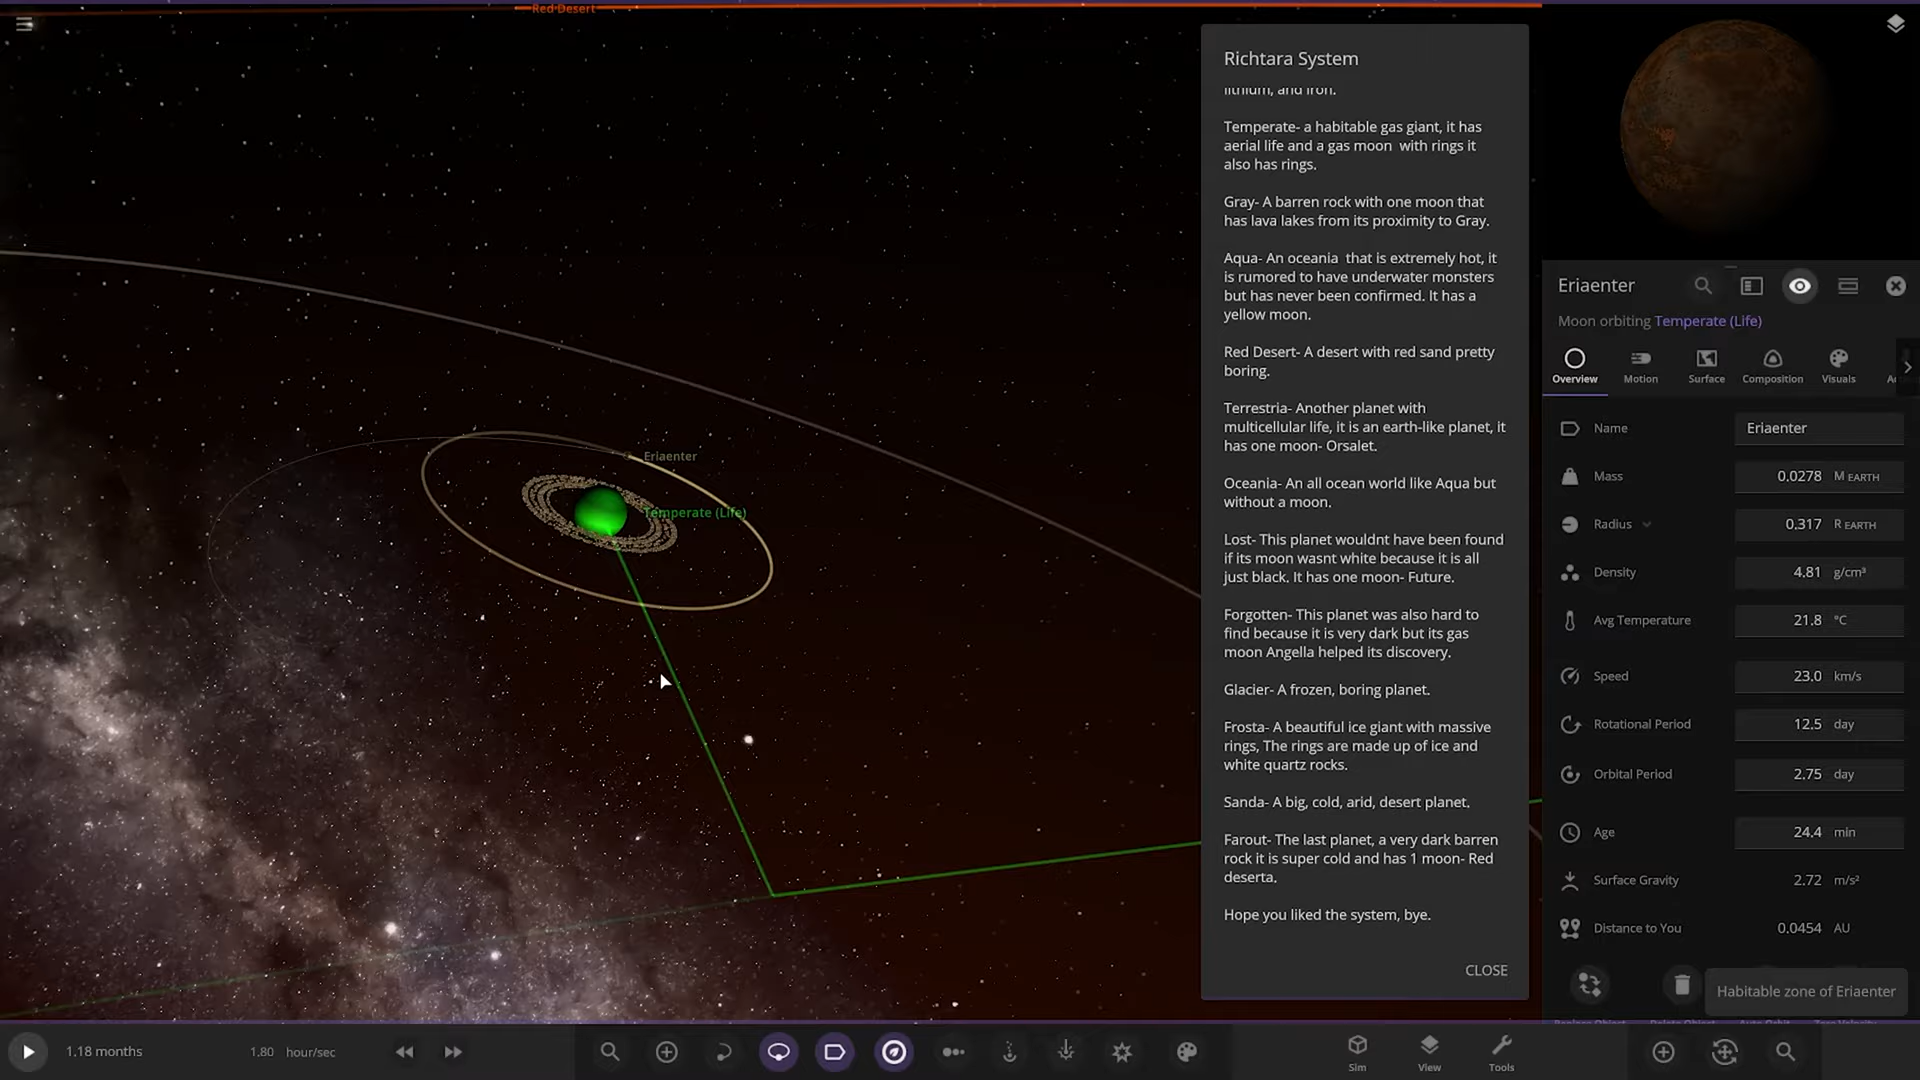 Red Desert
Richtara System
lithium, and iron.
Temperate- a habitable gas giant, it has
aerial life and a gas moon  with rings it
also has rings.
Gray- A barren rock with one moon that
has lava lakes from its proximity to Gray.
Aqua- An oceania  that is extremely hot, it
is rumored to have underwater monsters
but has never been confirmed. It has a
yellow moon.
Red Desert- A desert with red sand pretty
boring.
Terrestria- Another planet with
multicellular life, it is an earth-like planet, it
has one moon- Orsalet.
Oceania- An all ocean world like Aqua but
without a moon.
Lost- This planet wouldnt have been found
if its moon wasnt white because it is all
just black. It has one moon- Future.
Forgotten- This planet was also hard to
find because it is very dark but its gas
moon Angella helped its discovery.
Glacier- A frozen, boring planet.
Frosta- A beautiful ice giant with massive
rings, The rings are made up of ice and
white quartz rocks.
Sanda- A big, cold, arid, desert planet.
Farout- The last planet, a very dark barren
rock it is super cold and has 1 moon- Red
deserta.
Hope you liked the system, bye.
CLOSE
Eriaenter
Temperate (Life)
Eriaenter
Moon orbiting Temperate (Life)
Overview
Motion
Surface
Composition
Visuals
Name Eriaenter
Mass 0.0278 M EARTH
Radius 0.317 R EARTH
Density 4.81 g/cm³
Avg Temperature 21.8 °C
Speed 23.0 km/s
Rotational Period 12.5 day
Orbital Period 2.75 day
Age 24.4 min
Surface Gravity 2.72 m/s²
Distance to You 0.0454 AU
Habitable zone of Eriaenter
1.18 months
1.80 hour/sec
Sim
View
Tools